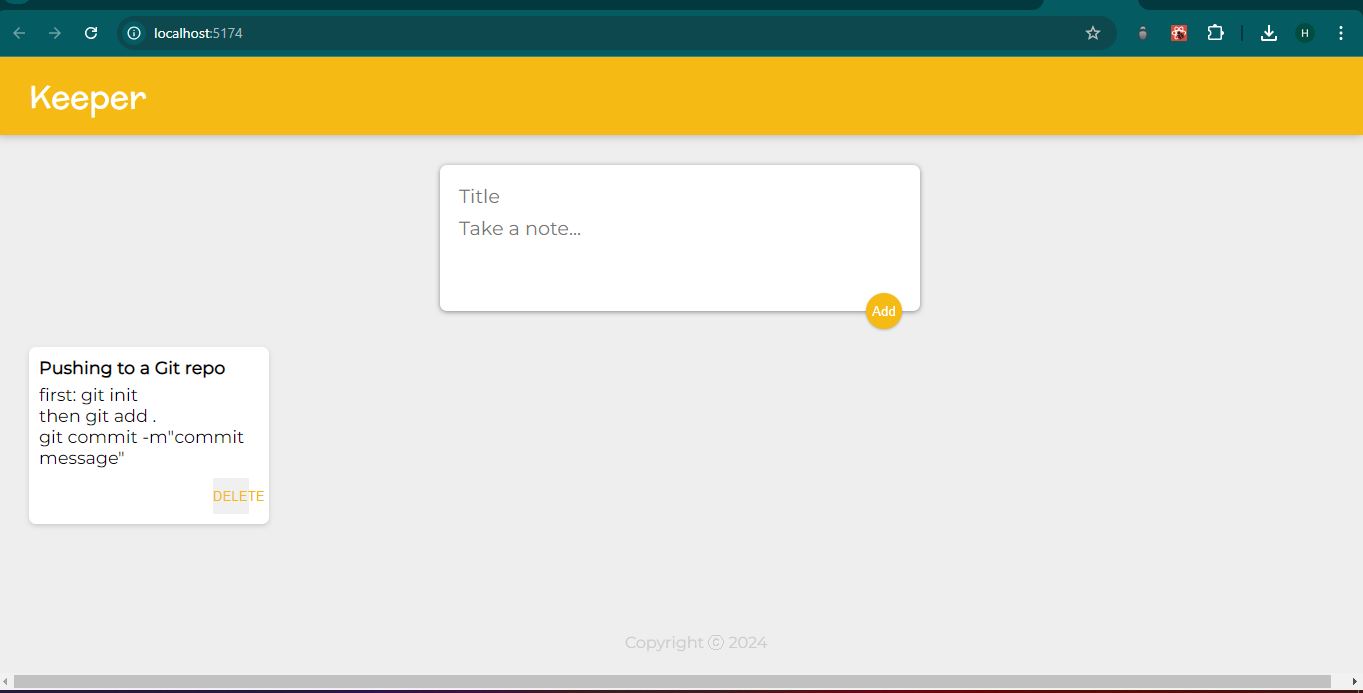 localhost:5174
H
Keeper
Title
Take a note...
Add
Pushing to a Git repo
first: git init
then git add .
git commit -m"commit
message"
DELETE
Copyright ⓒ 2024